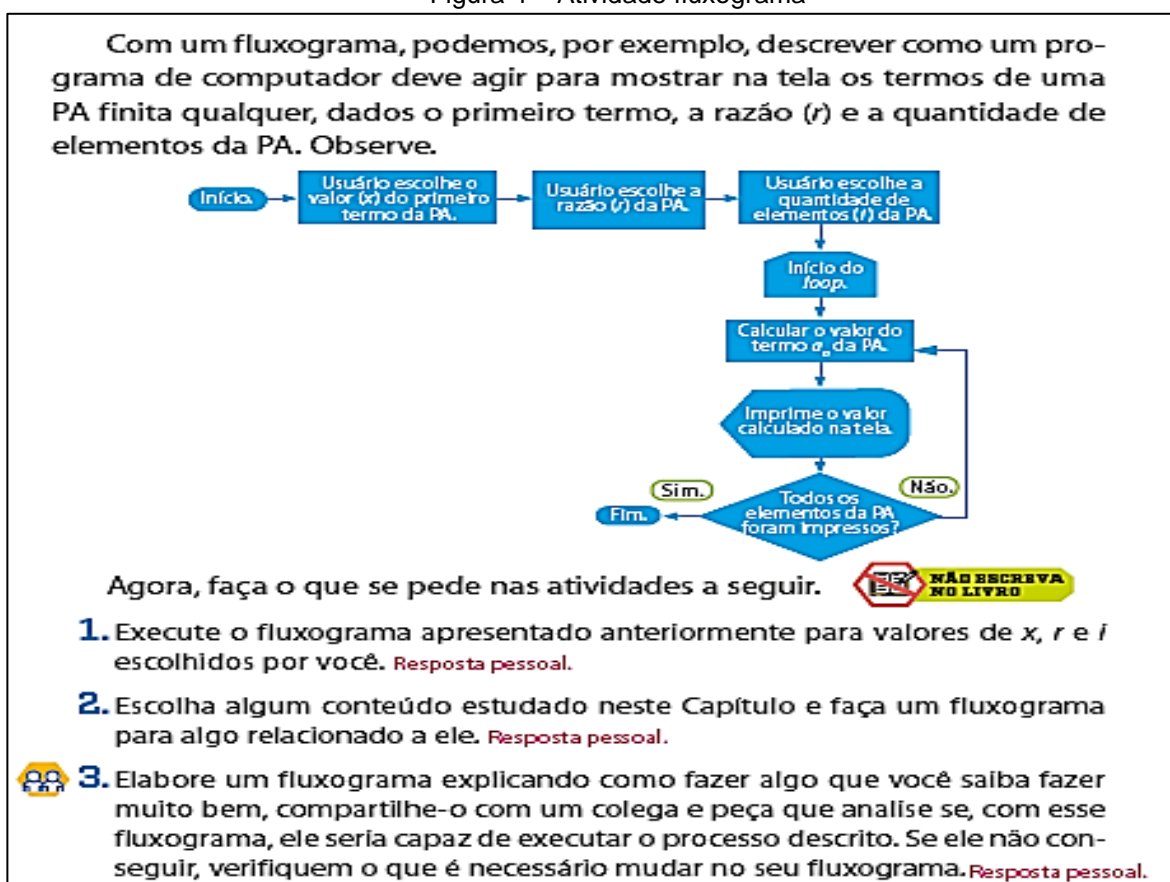 Figura 4 – Atividade fluxograma
Com um fluxograma, podemos, por exemplo, descrever como um pro-
grama de computador deve agir para mostrar na tela os termos de uma
PA finita qualquer, dados o primeiro termo, a razão (r) e a quantidade de
elementos da PA. Observe.
Início.
Usuário escolhe o
valor (x) do primeiro
termo da PA.
Usuário escolhe a
razão (r) da PA.
Usuário escolhe a
quantidade de
elementos (i) da PA.
Início do
loop.
Calcular o valor do
termo aₙ da PA.
Imprime o valor
calculado na tela.
Todos os
elementos da PA
foram impressos?
Sim.
Não.
Fim.
Agora, faça o que se pede nas atividades a seguir.
NÃO ESCREVA
NO LIVRO
1. Execute o fluxograma apresentado anteriormente para valores de x, r e i
escolhidos por você. Resposta pessoal.
2. Escolha algum conteúdo estudado neste Capítulo e faça um fluxograma
para algo relacionado a ele. Resposta pessoal.
3. Elabore um fluxograma explicando como fazer algo que você saiba fazer
muito bem, compartilhe-o com um colega e peça que analise se, com esse
fluxograma, ele seria capaz de executar o processo descrito. Se ele não con-
seguir, verifiquem o que é necessário mudar no seu fluxograma. Resposta pessoal.